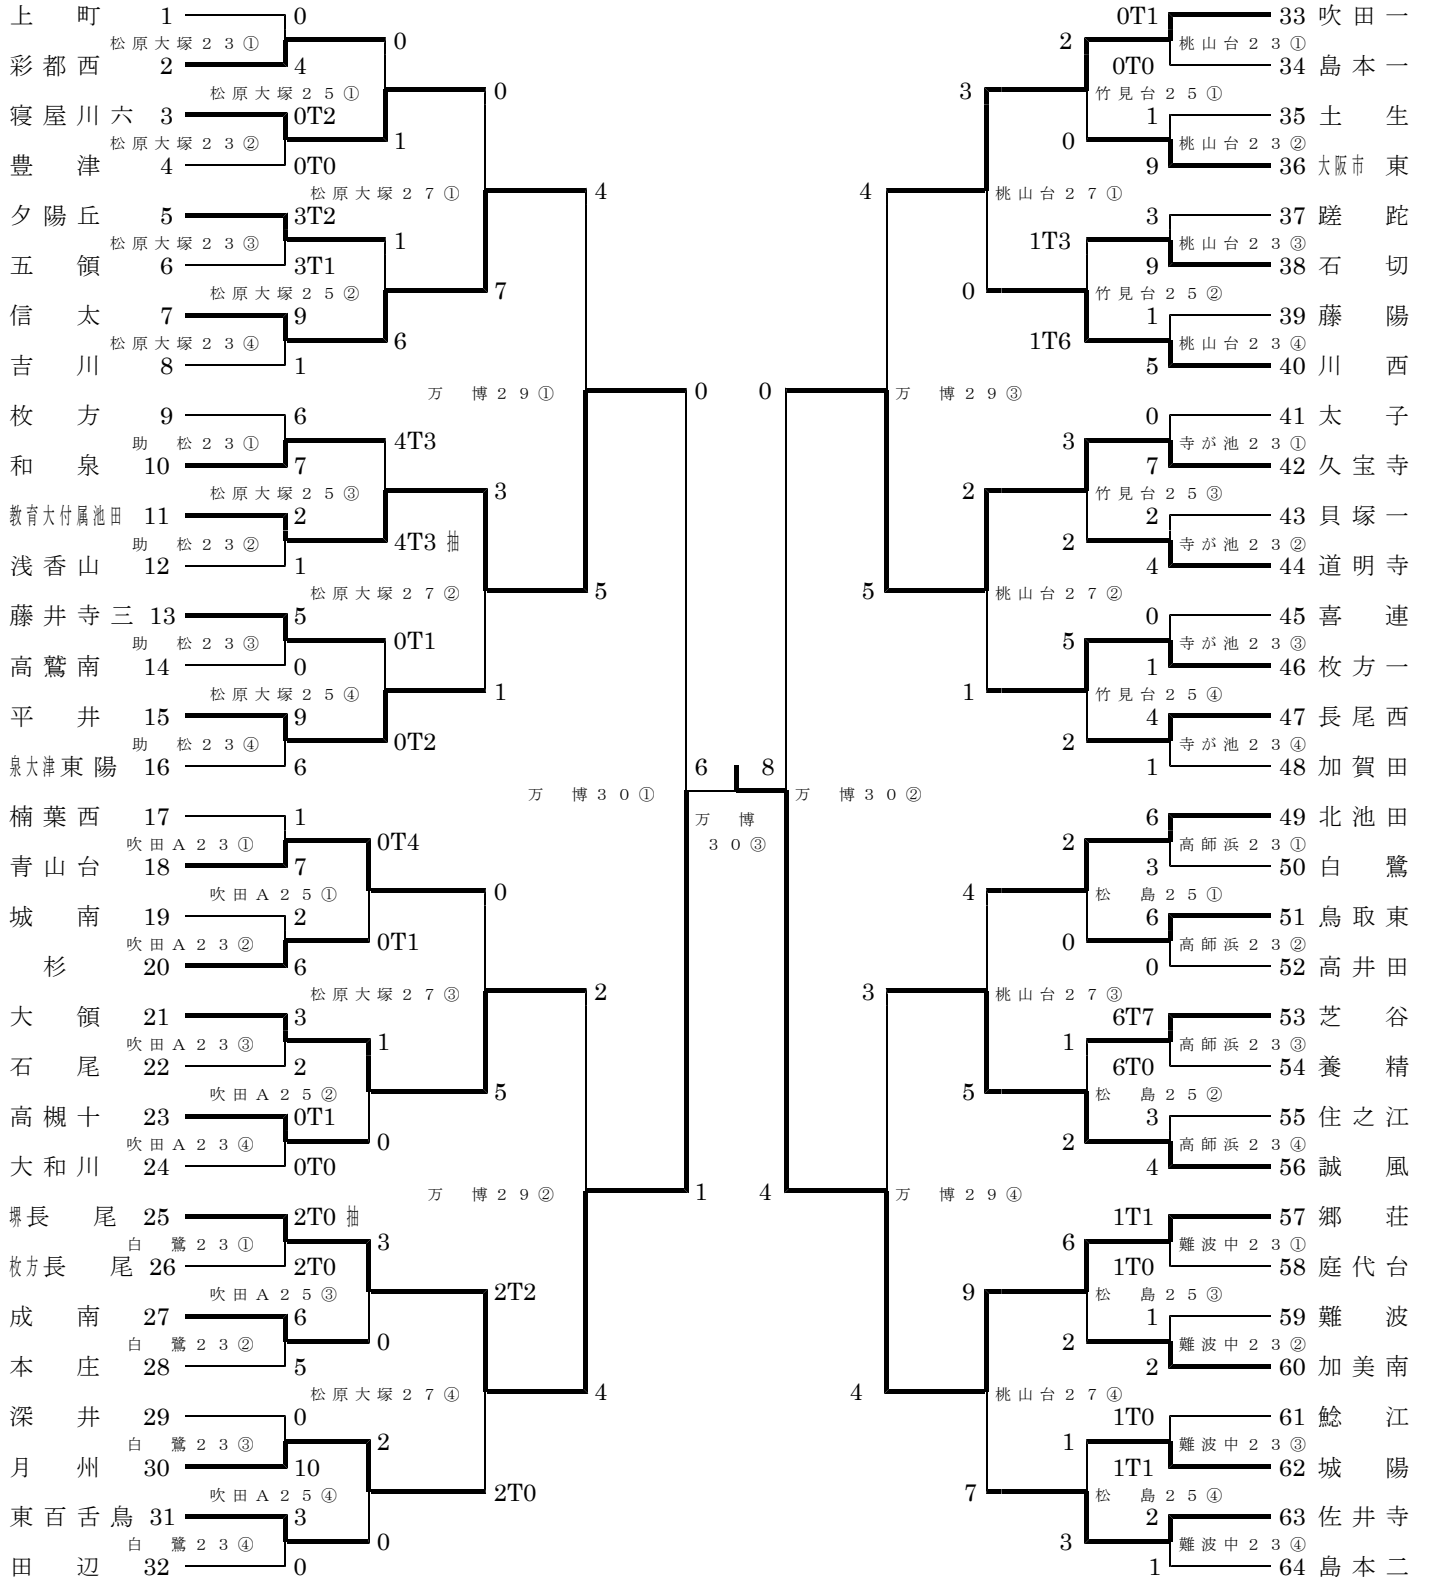 上町 1 0
松原大塚23① 0
彩都西 2 4
松原大塚25① 0
寝屋川六 3 0T2
松原大塚23② 1
豊津 4 0T0
松原大塚27① 4
夕陽丘 5 3T2
松原大塚23③ 1
五領 6 3T1
松原大塚25② 7
信太 7 9
松原大塚23④ 6
吉川 8 1
万博29① 0
枚方 9 6
助松23① 4T3
和泉 10 7
松原大塚25③ 3
教育大付属池田 11 2
助松23② 4T3 抽
浅香山 12 1
松原大塚27② 5
藤井寺三 13 5
助松23③ 0T1
高鷲南 14 0
松原大塚25④ 1
平井 15 9
助松23④ 0T2
泉大津東陽 16 6
万博30① 6
楠葉西 17 1
吹田A23① 0T4
青山台 18 7
吹田A25① 0
城南 19 2
吹田A23② 0T1
杉 20 6
松原大塚27③ 2
大領 21 3
吹田A23③ 1
石尾 22 2
吹田A25② 5
高槻十 23 0T1
吹田A23④ 0
大和川 24 0T0
万博29② 1
堺長尾 25 2T0 抽
白鷺23① 3
枚方長尾 26 2T0
吹田A25③ 2T2
成南 27 6
白鷺23② 0
本庄 28 5
松原大塚27④ 4
深井 29 0
白鷺23③ 2
月州 30 10
吹田A25④ 2T0
東百舌鳥 31 3
白鷺23④ 0
田辺 32 0
万博
30③
0T1 33 吹田一
2 桃山台23①
0T0 34 島本一
3 竹見台25①
1 35 土生
0 桃山台23②
9 36 大阪市東
4 桃山台27①
3 37 蹉跎
1T3 桃山台23③
9 38 石切
0 竹見台25②
1 39 藤陽
1T6 桃山台23④
5 40 川西
0 万博29③
0 41 太子
3 寺が池23①
7 42 久宝寺
2 竹見台25③
2 43 貝塚一
2 寺が池23②
4 44 道明寺
5 桃山台27②
0 45 喜連
5 寺が池23③
1 46 枚方一
1 竹見台25④
4 47 長尾西
2 寺が池23④
1 48 加賀田
8 万博30②
6 49 北池田
2 高師浜23①
3 50 白鷺
4 松島25①
6 51 鳥取東
0 高師浜23②
0 52 高井田
3 桃山台27③
6T7 53 芝谷
1 高師浜23③
6T0 54 養精
5 松島25②
3 55 住之江
2 高師浜23④
4 56 誠風
4 万博29④
1T1 57 郷荘
6 難波中23①
1T0 58 庭代台
9 松島25③
1 59 難波
2 難波中23②
2 60 加美南
4 桃山台27④
1T0 61 鯰江
1 難波中23③
1T1 62 城陽
7 松島25④
2 63 佐井寺
3 難波中23④
1 64 島本二